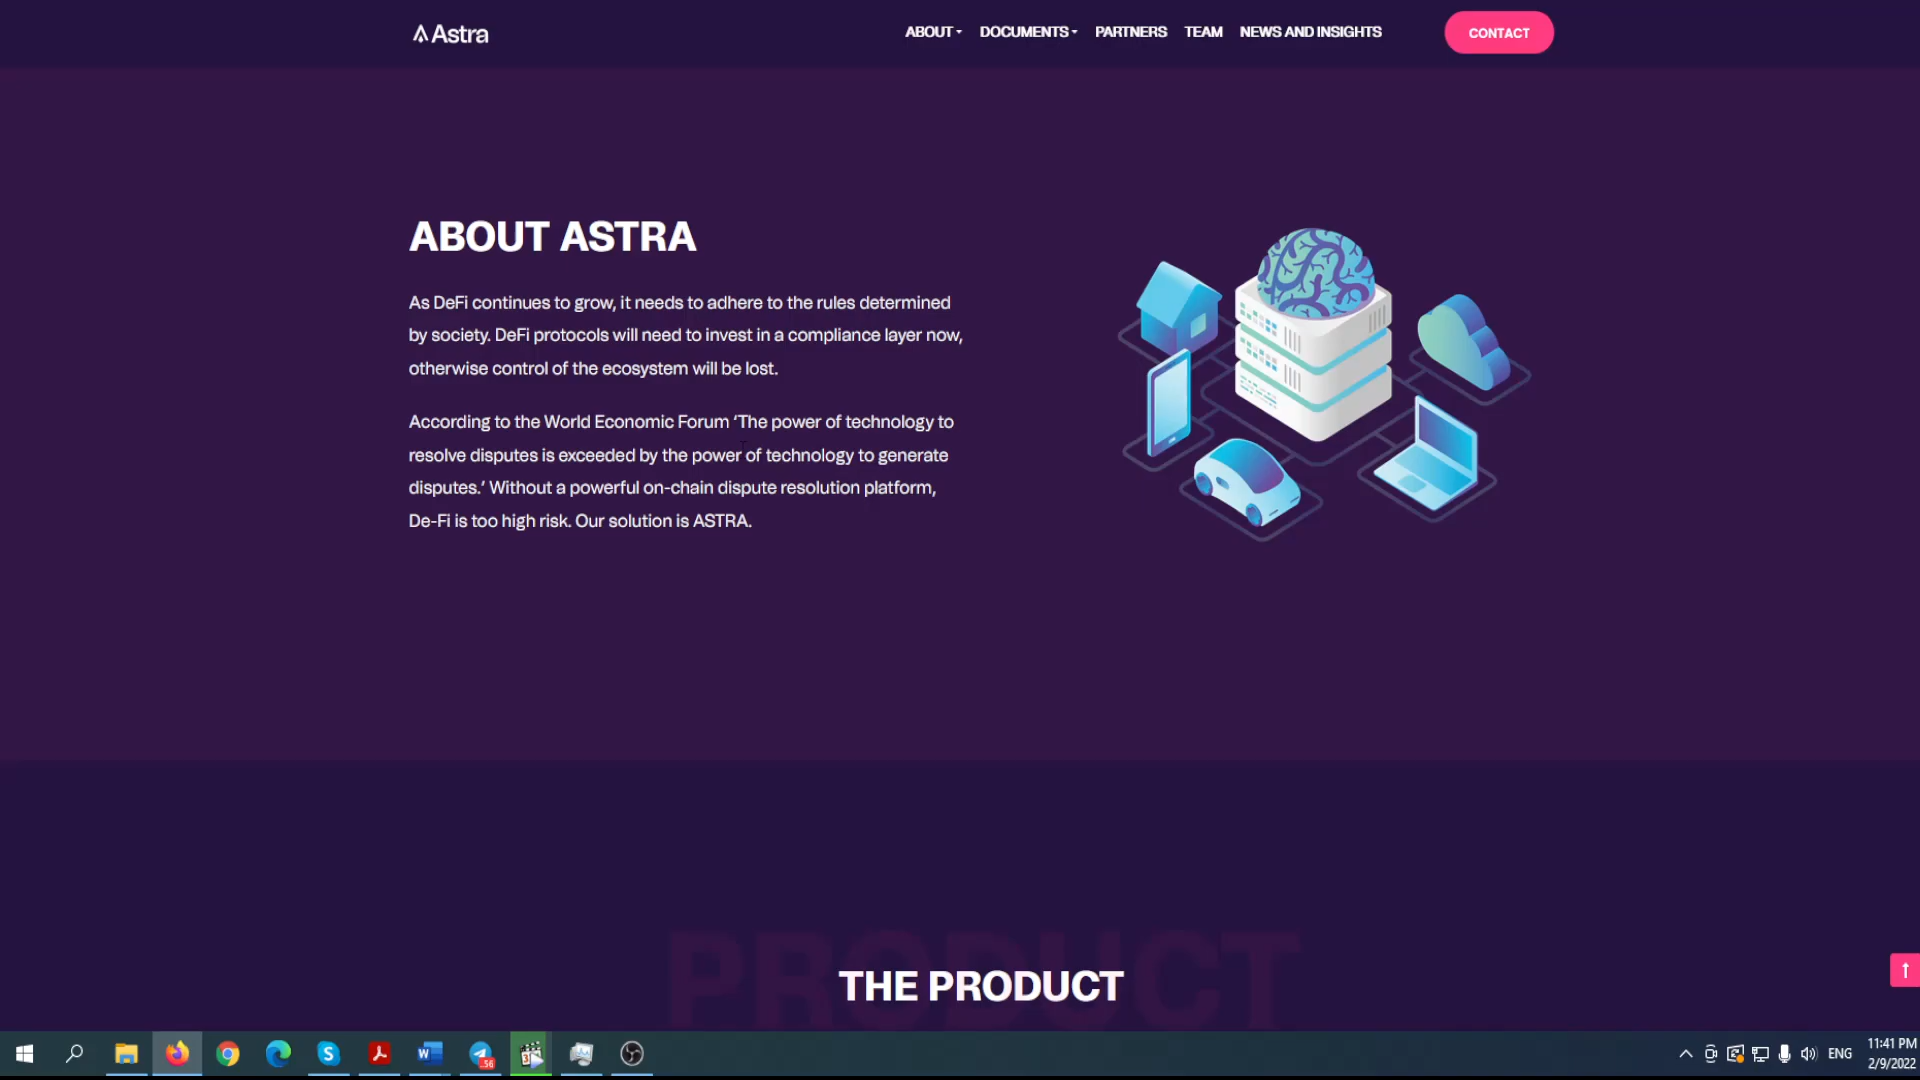 Astra
ABOUT
DOCUMENTS
PARTNERS
TEAM
NEWS AND INSIGHTS
CONTACT
ABOUT ASTRA
As DeFi continues to grow, it needs to adhere to the rules determined
by society. DeFi protocols will need to invest in a compliance layer now,
otherwise control of the ecosystem will be lost.
According to the World Economic Forum ‘The power of technology to
resolve disputes is exceeded by the power of technology to generate
disputes.’ Without a powerful on-chain dispute resolution platform,
De-Fi is too high risk. Our solution is ASTRA.
PRODUCT
THE PRODUCT
56
ENG
11:41 PM
2/9/2022